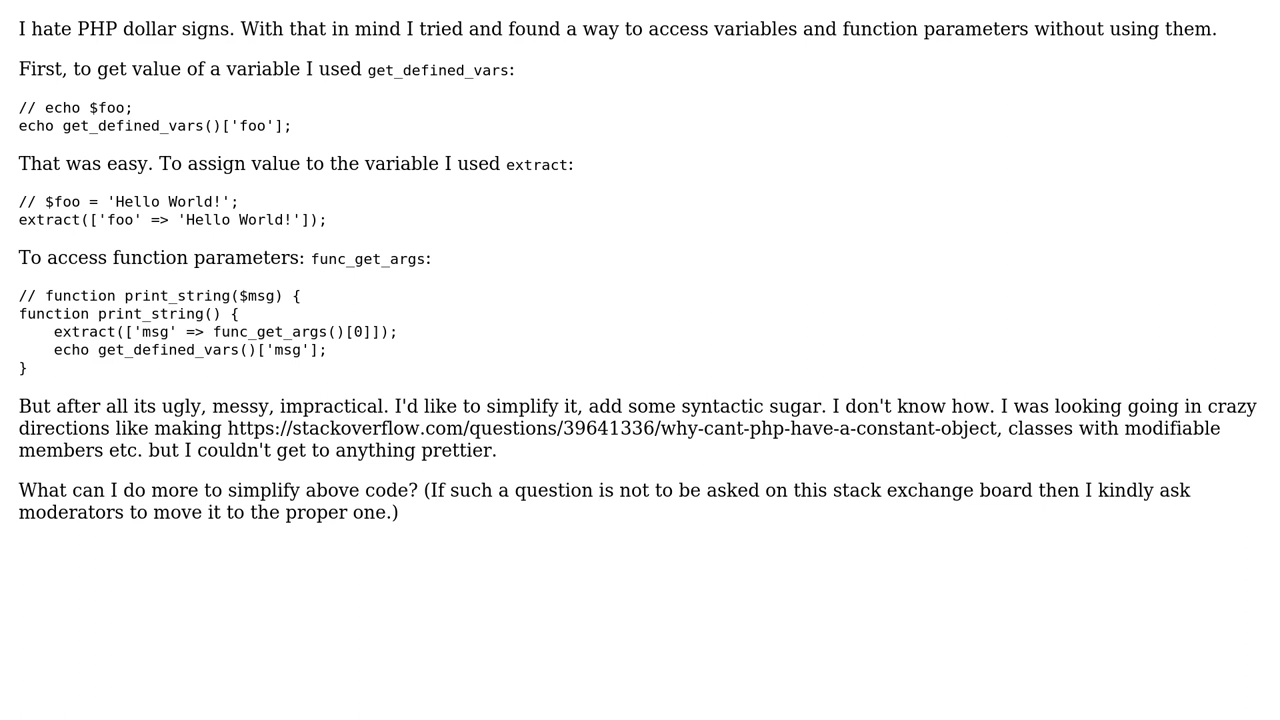 I hate PHP dollar signs. With that in mind I tried and found a way to access variables and function parameters without using them.
First, to get value of a variable I used get_defined_vars:
// echo $foo;
echo get_defined_vars()['foo'];
That was easy. To assign value to the variable I used extract:
// $foo = 'Hello World!';
extract(['foo' => 'Hello World!']);
To access function parameters: func_get_args:
// function print_string($msg) {
function print_string() {
    extract(['msg' => func_get_args()[0]]);
    echo get_defined_vars()['msg'];
}
But after all its ugly, messy, impractical. I'd like to simplify it, add some syntactic sugar. I don't know how. I was looking going in crazy
directions like making https://stackoverflow.com/questions/39641336/why-cant-php-have-a-constant-object, classes with modifiable
members etc. but I couldn't get to anything prettier.
What can I do more to simplify above code? (If such a question is not to be asked on this stack exchange board then I kindly ask
moderators to move it to the proper one.)